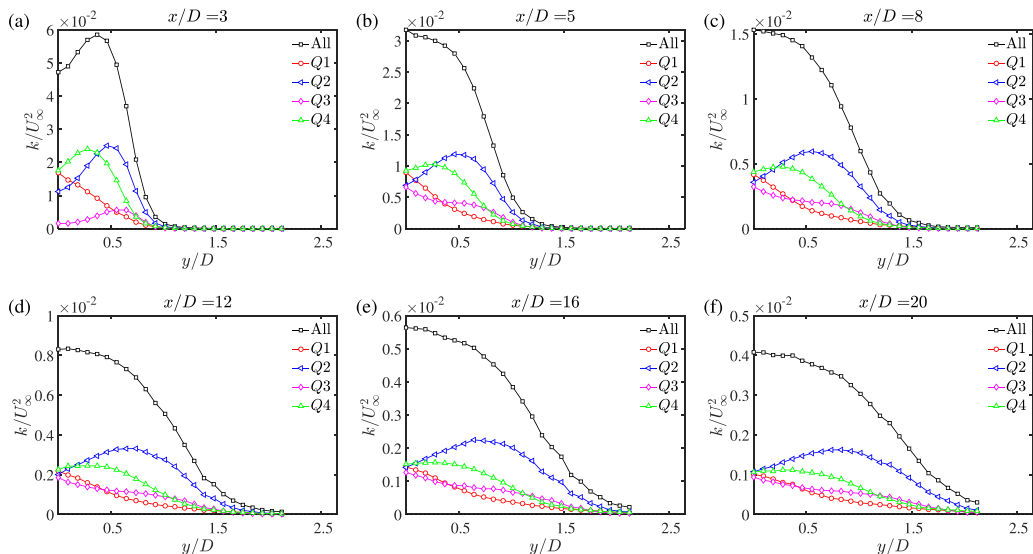 (a)
x/D =3
×10⁻²
6
5
4
3
2
1
0
k/U∞²
0.5
1.5
2.5
y/D
All
Q1
Q2
Q3
Q4
(b)
x/D =5
×10⁻²
3
2
1
0
k/U∞²
0.5
1.5
2.5
y/D
All
Q1
Q2
Q3
Q4
(c)
x/D =8
×10⁻²
1.5
1
0.5
0
k/U∞²
0.5
1.5
2.5
y/D
All
Q1
Q2
Q3
Q4
(d)
x/D =12
×10⁻²
1
0.8
0.6
0.4
0.2
0
k/U∞²
0.5
1.5
2.5
y/D
All
Q1
Q2
Q3
Q4
(e)
x/D =16
×10⁻²
0.6
0.5
0.4
0.3
0.2
0.1
0
k/U∞²
0.5
1.5
2.5
y/D
All
Q1
Q2
Q3
Q4
(f)
x/D =20
×10⁻²
0.5
0.4
0.3
0.2
0.1
0
k/U∞²
0.5
1.5
2.5
y/D
All
Q1
Q2
Q3
Q4